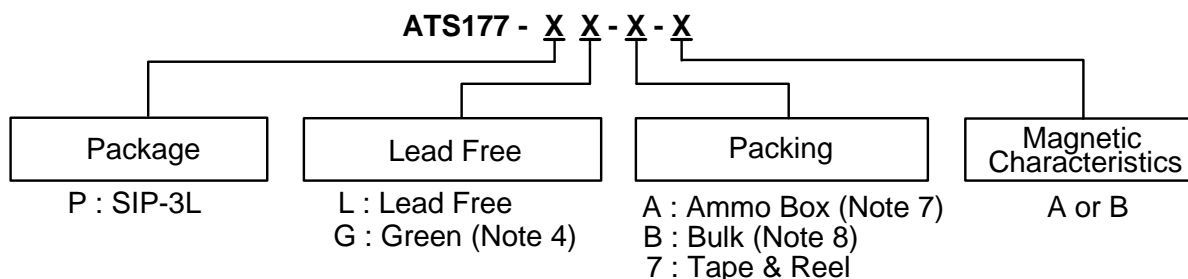 ATS177 - X X - X - X
Package
Lead Free
Packing
Magnetic
Characteristics
P : SIP-3L
L : Lead Free
G : Green (Note 4)
A : Ammo Box (Note 7)
B : Bulk (Note 8)
7 : Tape & Reel
A or B